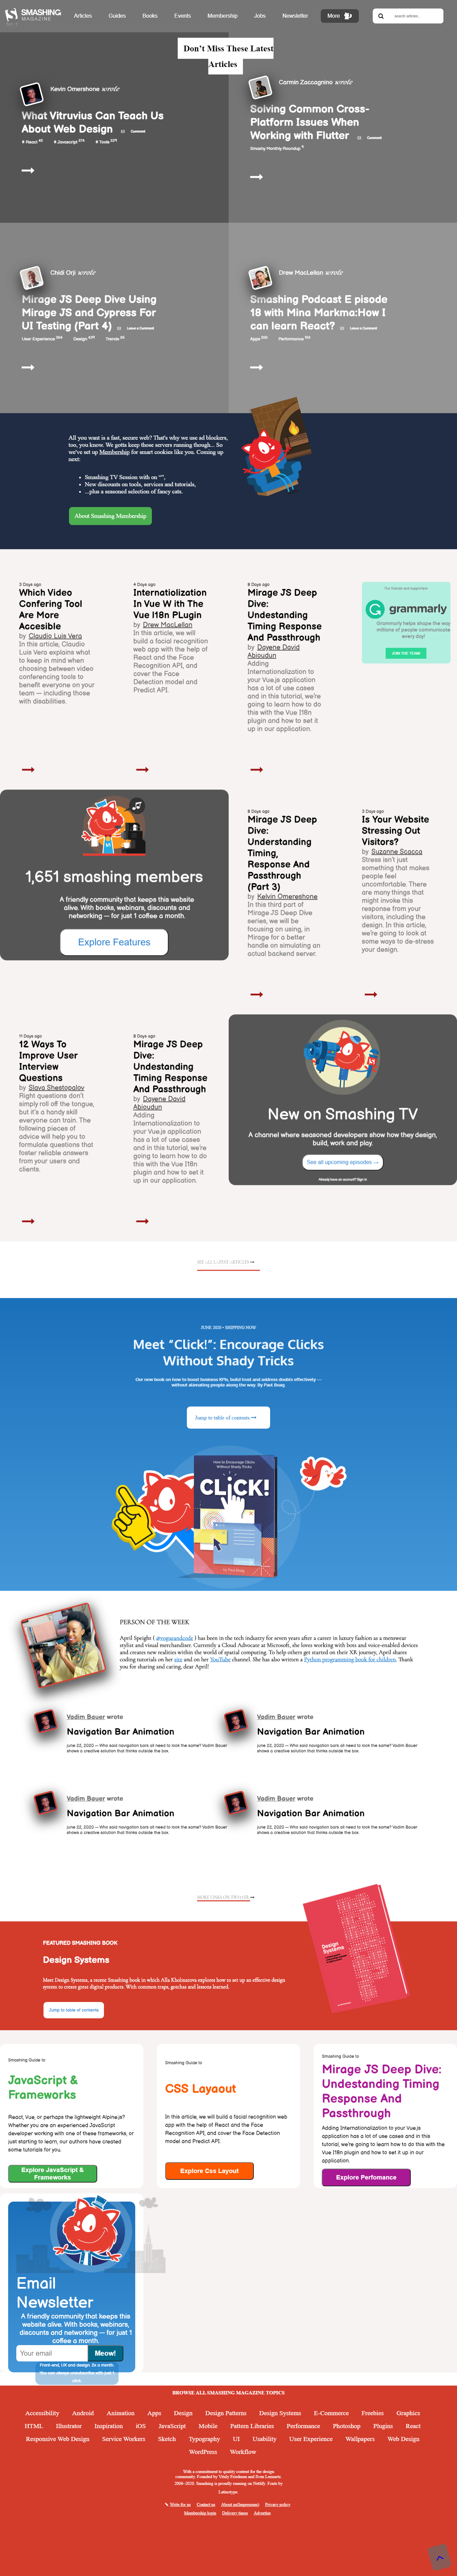 SMASHING
MAGAZINE
Articles Guides Books Events Membership Jobs Newsletter More
Don't Miss These Latest
Articles
Kevin Omershone wrote
What Vitruvius Can Teach Us
About Web Design Comment
# React # Javascript # Tools
Carmin Zaccagnino wrote
Solving Common Cross-
Platform Issues When
Working with Flutter Comment
Smashy Monthly Roundup
Chidi Orji wrote
Mirage JS Deep Dive Using
Mirage JS and Cypress For
UI Testing (Part 4) Leave a Comment
User Experience Design Trends
Drew MacLellan wrote
Smashing Podcast E pisode
18 with Mina Markma:How I
can learn React? Leave a Comment
Apps Performance
All you want is a fast, secure web? That's why we use all blockers,
too, you know. We gotta keep those servers running though... So
we've set up Membership for smart cookies like you. Coming up
next:
Smashing TV Session with on "",
New discounts on tools, services and tutorials,
...plus a seasoned selection of fancy cats.
About Smashing Membership
3 Days ago
Which Video
Confering Tool
Are More
Accesible
by Claudio Luis Vera
In this article, Claudio
Luis Vera explains what
to keep in mind when
choosing between video
conferencing tools to
benefit everyone on your
team — including those
with disabilities.
4 Days ago
Internatiolization
In Vue W ith The
Vue I18n PLugin
by Drew MacLellan
In this article, we will
build a facial recognition
web app with the help of
React and the Face
Recognition API, and
cover the Face
Detection model and
Predict API.
8 Days ago
Mirage JS Deep
Dive:
Undestanding
Timing Response
And Passthrough
by Dayene David
Abioudun
Adding
Internationalization to
your Vue.js application
has a lot of use cases
and in this tutorial, we're
going to learn how to do
this with the Vue I18n
plugin and how to set it
up in our application.
grammarly
Grammarly helps shape the way
millions of people communicate
every day!
JOIN THE TEAM!
1,651 smashing members
A friendly community that keeps this website
alive. With books, webinars, discounts and
networking — for just 1 coffee a month.
Explore Features
8 Days ago
Mirage JS Deep
Dive:
Understanding
Timing,
Response And
Passthrough
(Part 3)
by Kelvin Omereshone
In this third part of
Mirage JS Deep Dive
series, we will be
focusing on using, in
Mirage for a better
handle on simulating an
actual backend server.
3 Days ago
Is Your Website
Stressing Out
Visitors?
by Suzanne Scacca
Stress isn't just
something that makes
people feel
uncomfortable. There
are many things that
might invoke this
response from your
visitors, including the
design. In this article,
we're going to look at
some ways to de-stress
your design.
11 Days ago
12 Ways To
Improve User
Interview
Questions
by Slava Shestopalov
Right questions don't
simply roll off the tongue,
but it's a handy skill
everyone can train. The
following pieces of
advice will help you to
formulate questions that
foster reliable answers
from your users and
clients.
8 Days ago
Mirage JS Deep
Dive:
Undestanding
Timing Response
And Passthrough
by Dayene David
Abioudun
Adding
Internationalization to
your Vue.js application
has a lot of use cases
and in this tutorial, we're
going to learn how to do
this with the Vue I18n
plugin and how to set it
up in our application.
New on Smashing TV
A channel where seasoned developers show how they design,
build, work and play.
See all upcoming episodes →
Already have an account? Sign in
SEE ALL LATEST ARTICLES
JUNE 2021 • SHIPPING NOW
Meet “Click!”: Encourage Clicks
Without Shady Tricks
Our new book on how to boost business KPIs, build trust and address doubts effectively —
without alienating people along the way. By Paul Boag
Jump to table of contents
How to Encourage Clicks
Without Shady Tricks
CLICK!
by Paul Boag
PERSON OF THE WEEK
April Speight ( @vogueandcode ) has been in the tech industry for seven years after a career in luxury fashion as a menswear
stylist and visual merchandiser. Currently a Cloud Advocate at Microsoft, she loves working with bots and voice-enabled devices
and creates new realities within the world of spatial computing. To help others get started on their XR journey, April shares
coding tutorials on her site and on her YouTube channel. She has also written a Python programming book for children. Thank
you for sharing and caring, dear April!
Vadim Bauer wrote
Navigation Bar Animation
june 22, 2020 — Who said navigation bars all need to look the same? Vadim Bauer
shows a creative solution that thinks outside the box.
Vadim Bauer wrote
Navigation Bar Animation
june 22, 2020 — Who said navigation bars all need to look the same? Vadim Bauer
shows a creative solution that thinks outside the box.
Vadim Bauer wrote
Navigation Bar Animation
june 22, 2020 — Who said navigation bars all need to look the same? Vadim Bauer
shows a creative solution that thinks outside the box.
Vadim Bauer wrote
Navigation Bar Animation
june 22, 2020 — Who said navigation bars all need to look the same? Vadim Bauer
shows a creative solution that thinks outside the box.
MORE LINKS ON TWITTER
FEATURED SMASHING BOOK
Design Systems
Meet Design Systems, a recent Smashing book in which Alla Kholmatova explores how to set up an effective design
system to create great digital products. With common traps, gotchas and lessons learned.
Jump to table of contents
Design
Systems
Smashing Guide to
JavaScript &
Frameworks
React, Vue, or perhaps the lightweight Alpine.js?
Whether you are an experienced JavaScript
developer working with one of these frameworks, or
just starting to learn, our authors have created
some tutorials for you.
Explore JavaScript &
Frameworks
Smashing Guide to
CSS Layaout
In this article, we will build a facial recognition web
app with the help of React and the Face
Recognition API, and cover the Face Detection
model and Predict API.
Explore Css Layout
Smashing Guide to
Mirage JS Deep Dive:
Undestanding Timing
Response And
Passthrough
Adding Internationalization to your Vue.js
application has a lot of use cases and in this
tutorial, we're going to learn how to do this with the
Vue I18n plugin and how to set it up in our
application.
Explore Perfomance
Email
Newsletter
A friendly community that keeps this
website alive. With books, webinars,
discounts and networking — for just 1
coffee a month.
Your email Meow!
Front-end, UX and design. 2x a month.
You can always unsubscribe with just 1
click.
BROWSE ALL SMASHING MAGAZINE TOPICS
Accessibility Android Animation Apps Design Design Patterns Design Systems E-Commerce Freebies Graphics
HTML Illustrator Inspiration iOS JavaScript Mobile Pattern Libraries Performance Photoshop Plugins React
Responsive Web Design Service Workers Sketch Typography UI Usability User Experience Wallpapers Web Design
WordPress Workflow
With a commitment to quality content for the design
community. Founded by Vitaly Friedman and Sven Lennartz.
2006–2020. Smashing is proudly running on Netlify. Fonts by
Latinotype.
Write for us Contact us About us(Impressum) Privacy policy
Membership login Delivery times Advertise